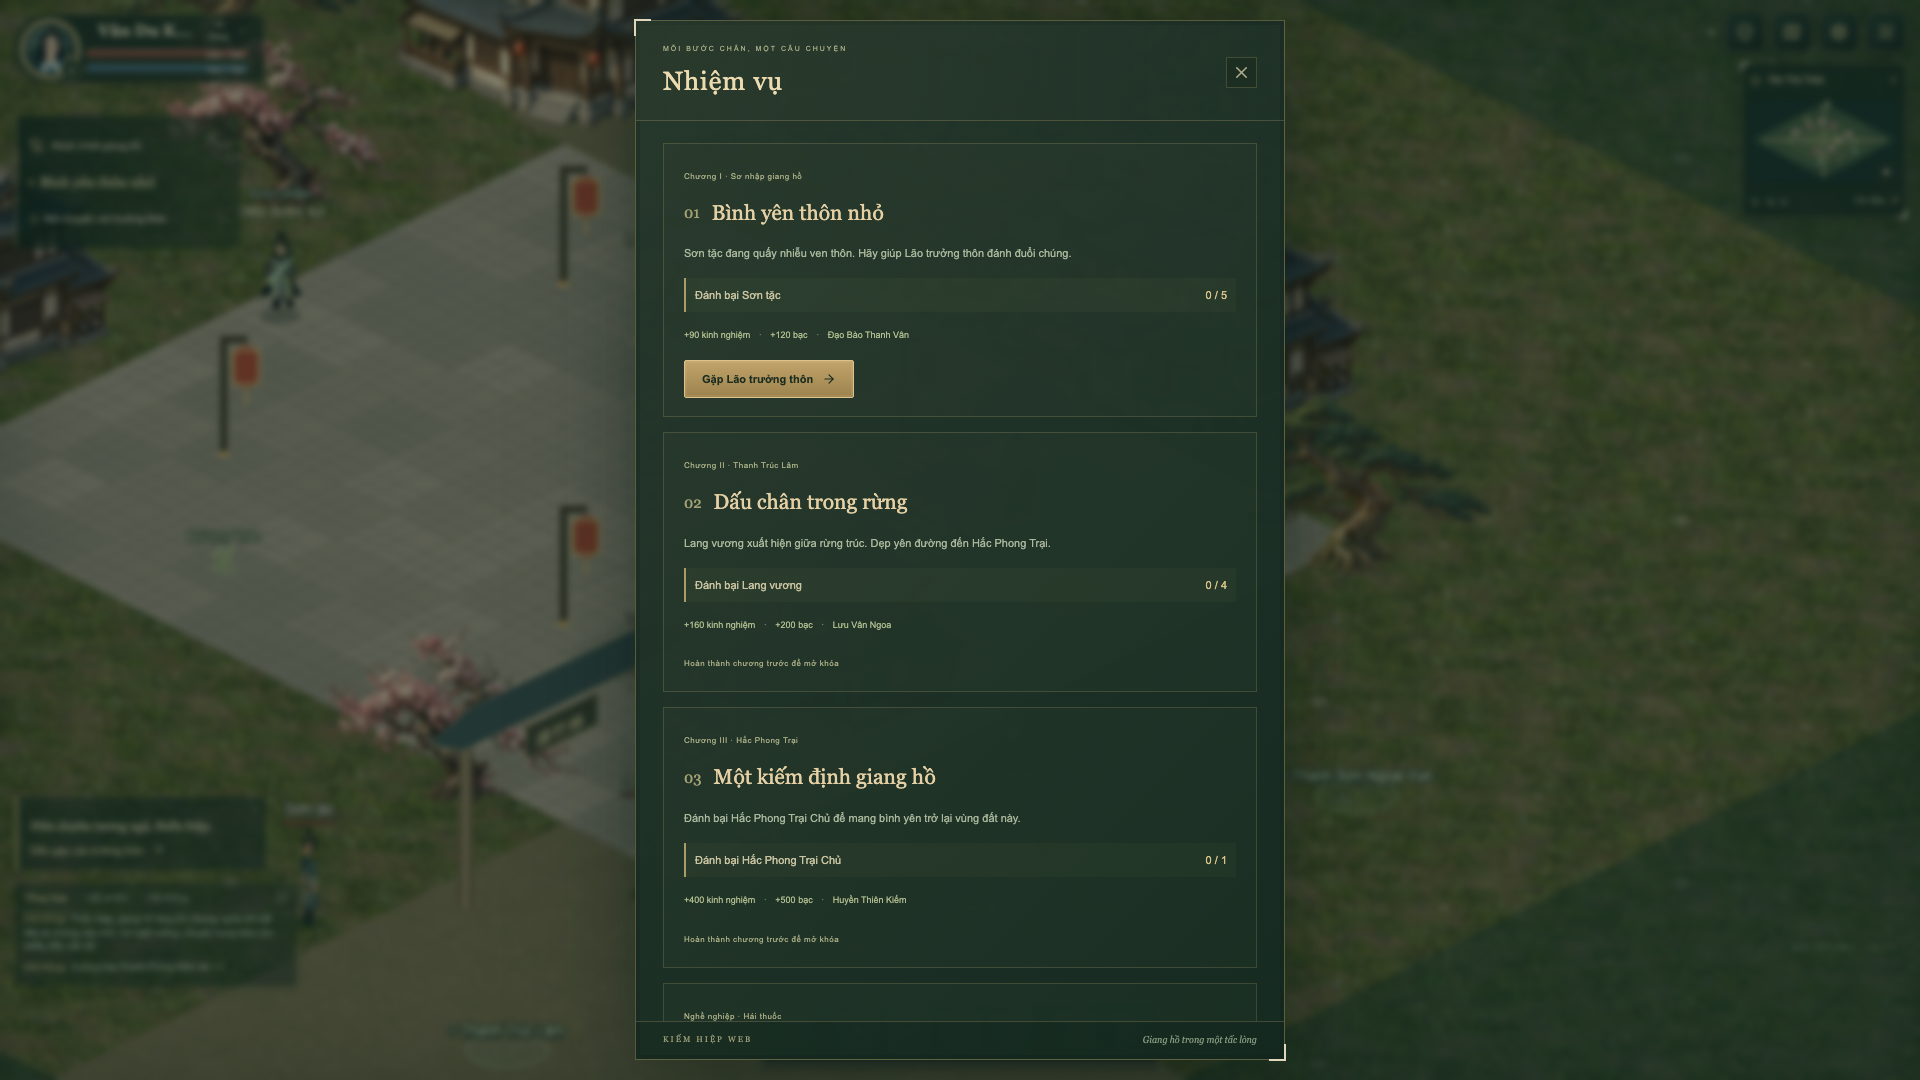 MỖI BƯỚC CHÂN, MỘT CÂU CHUYỆN
Nhiệm vụ
Chương I · Sơ nhập giang hồ
01 Bình yên thôn nhỏ
Sơn tặc đang quấy nhiễu ven thôn. Hãy giúp Lão trưởng thôn đánh đuổi chúng.
Đánh bại Sơn tặc 0 / 5
+90 kinh nghiệm · +120 bạc · Đạo Bào Thanh Vân
Gặp Lão trưởng thôn
Chương II · Thanh Trúc Lâm
02 Dấu chân trong rừng
Lang vương xuất hiện giữa rừng trúc. Dẹp yên đường đến Hắc Phong Trại.
Đánh bại Lang vương 0 / 4
+160 kinh nghiệm · +200 bạc · Lưu Vân Ngoa
Hoàn thành chương trước để mở khóa
Chương III · Hắc Phong Trại
03 Một kiếm định giang hồ
Đánh bại Hắc Phong Trại Chủ để mang bình yên trở lại vùng đất này.
Đánh bại Hắc Phong Trại Chủ 0 / 1
+400 kinh nghiệm · +500 bạc · Huyền Thiên Kiếm
Hoàn thành chương trước để mở khóa
Nghề nghiệp · Hái thuốc
KIẾM HIỆP WEB
Giang hồ trong một tấc lòng